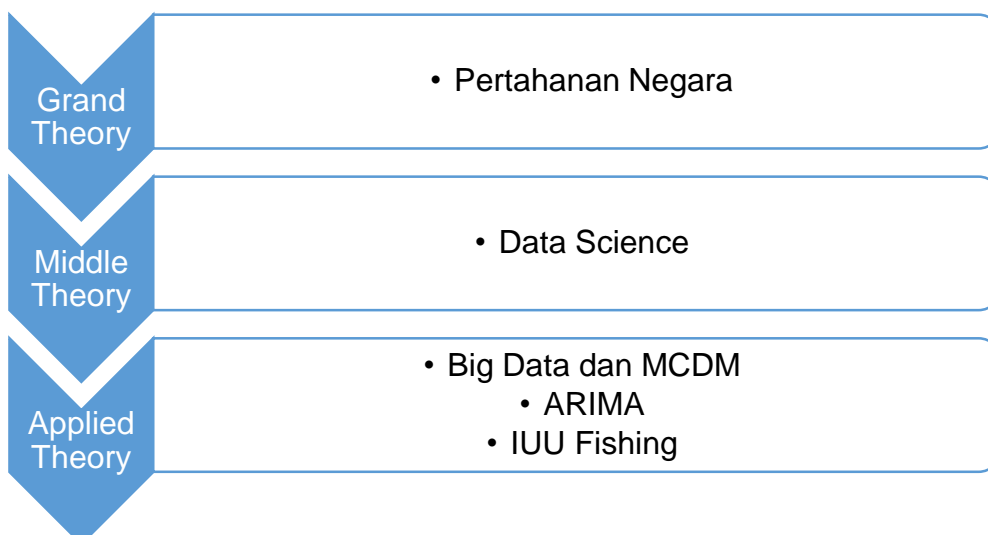 Grand
Theory
• Pertahanan Negara
Middle
Theory
• Data Science
Applied
Theory
• Big Data dan MCDM
• ARIMA
• IUU Fishing